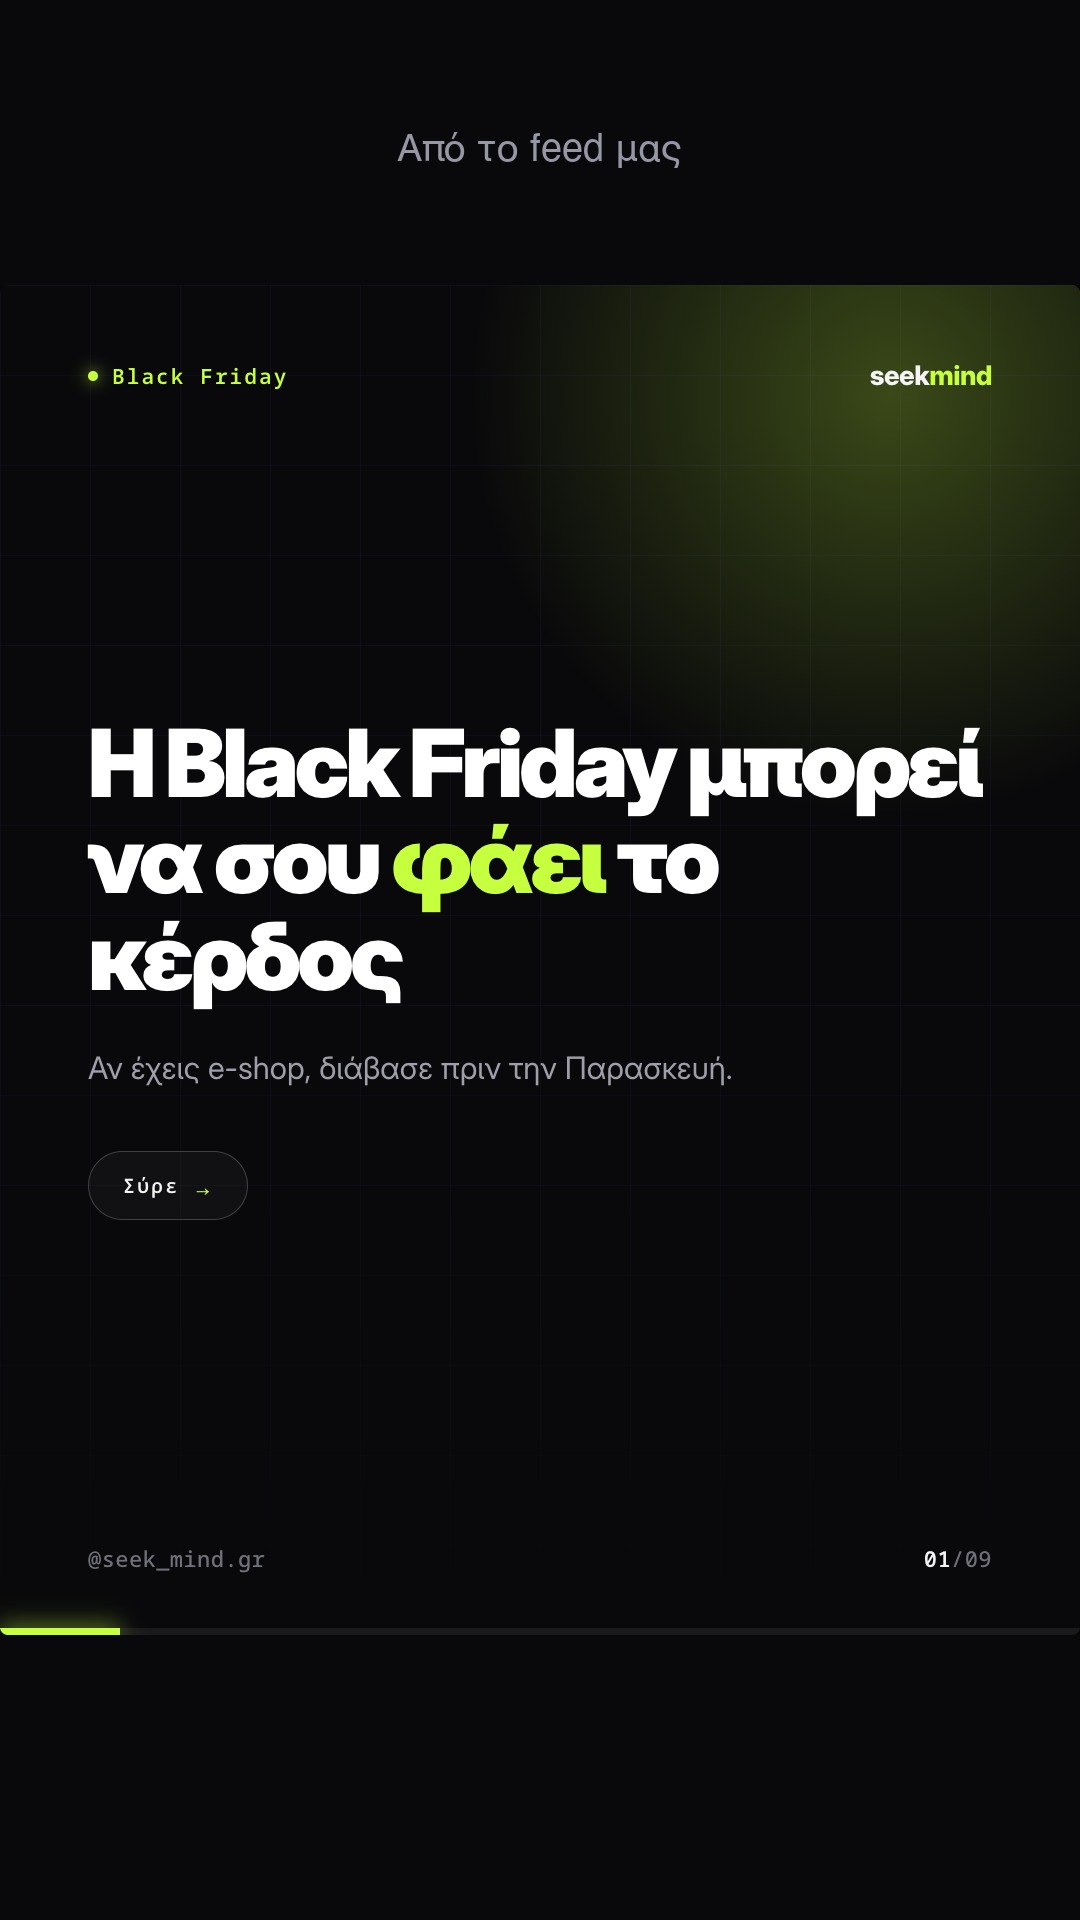 Από το feed μας
Black Friday
seekmind
Η Black Friday μπορεί
να σου φάει το
κέρδος
Αν έχεις e-shop, διάβασε πριν την Παρασκευή.
Σύρε →
@seek_mind.gr
01/09